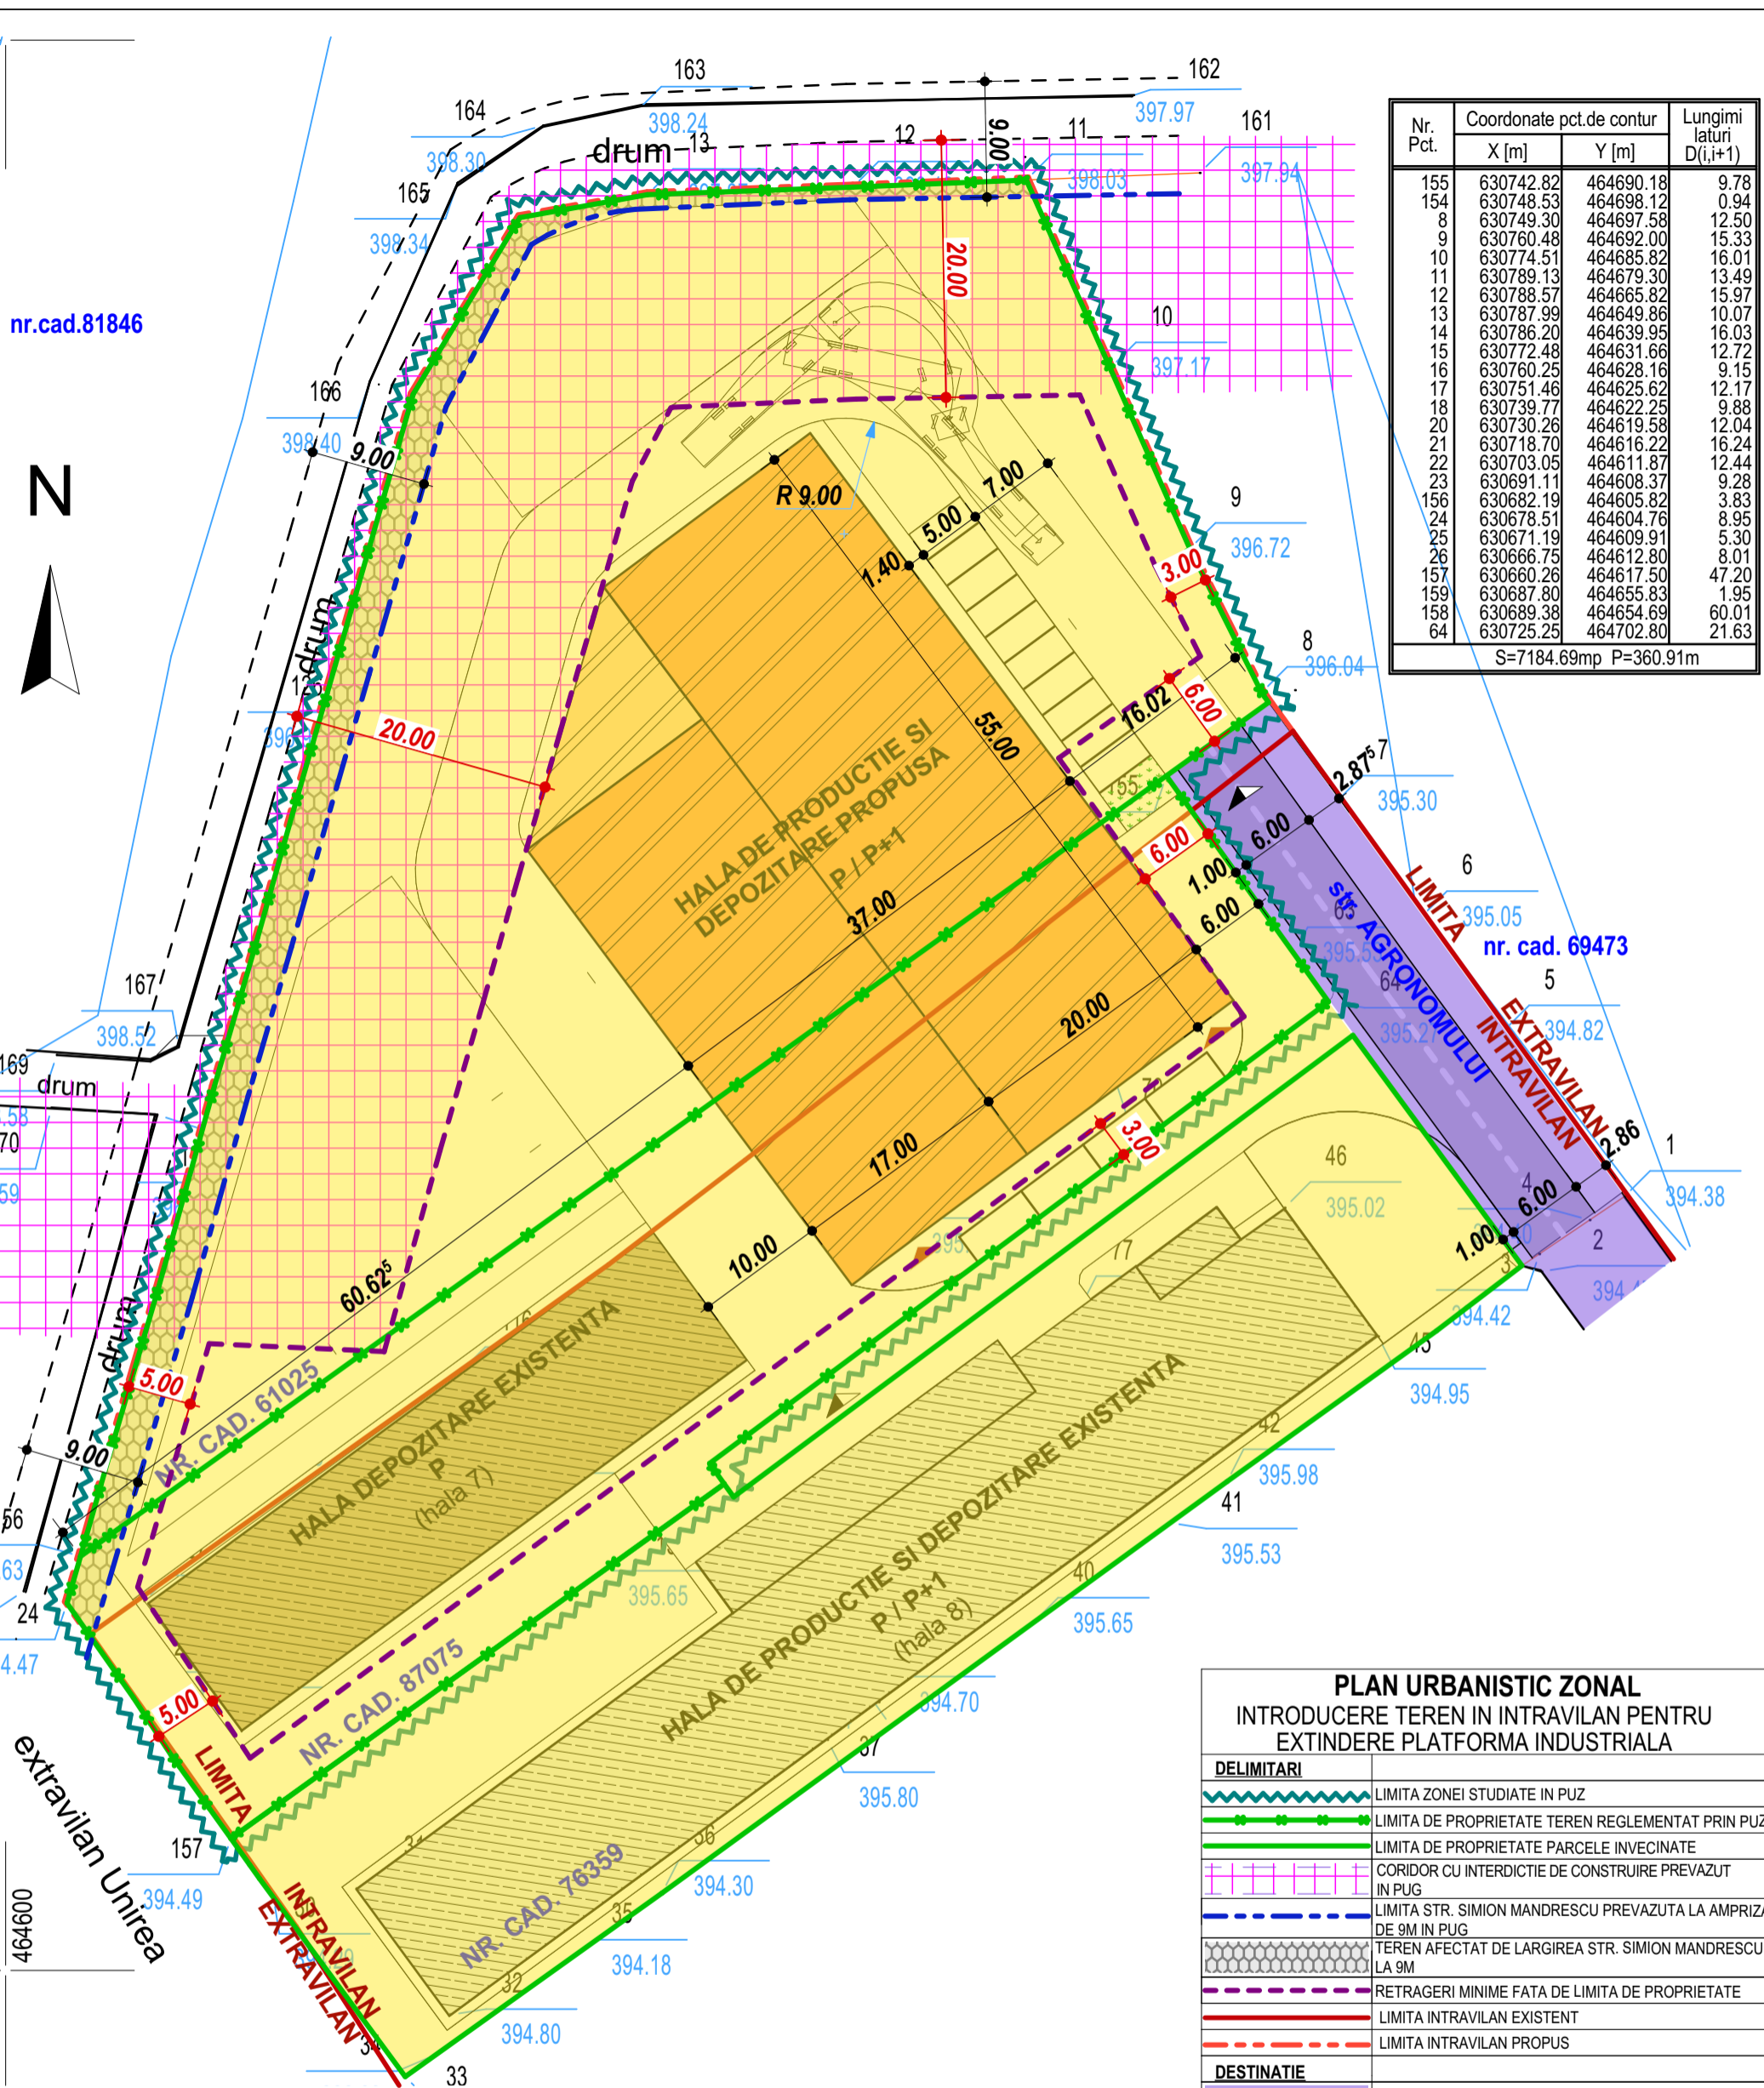 163
162
164
398.24
397.97
398.30
drum
13
12
9.00
11
161
398.03
397.94
165
398.34
nr.cad.81846
20.00
10
397.17
166
398.40
9.00
N
R 9.00
7.00
5.00
1.40
9
396.72
3.00
8
396.04
drum
20.00
6.00
16.02
55.00
HALA DE PRODUCTIE SI
DEPOZITARE PROPUSA
P / P+1
37.00
155
6.00
1.00
6.00
6.00
2.87⁵
7
395.30
6
395.05
nr. cad. 69473
5
394.82
str. AGRONOMULUI
LIMITA
EXTRAVILAN
INTRAVILAN
64
395.27
167
398.52
169
drum
20.00
17.00
10.00
60.62⁵
3.00
46
395.02
77
2.86
1
394.38
4
6.00
1.00
2
3
394.42
45
394.95
drum
5.00
9.00
NR. CAD. 61025
HALA DEPOZITARE EXISTENTA
P
(hala 7)
395.65
HALA DE PRODUCTIE SI DEPOZITARE EXISTENTA
P / P+1
(hala 8)
42
395.98
41
395.53
40
395.65
394.70
37
395.80
24
5.00
NR. CAD. 87075
LIMITA
INTRAVILAN
EXTRAVILAN
extravilan Unirea
157
394.49
464600
NR. CAD. 76359
36
394.30
35
394.18
32
394.80
34
33
Nr. Pct. Coordonate pct.de contur Lungimi laturi D(i,i+1)
X [m] Y [m]
155 630742.82 464690.18 9.78
154 630748.53 464698.12 0.94
8 630749.30 464697.58 12.50
9 630760.48 464692.00 15.33
10 630774.51 464685.82 16.01
11 630789.13 464679.30 13.49
12 630788.57 464665.82 15.97
13 630787.99 464649.86 10.07
14 630786.20 464639.95 16.03
15 630772.48 464631.66 12.72
16 630760.25 464628.16 9.15
17 630751.46 464625.62 12.17
18 630739.77 464622.25 9.88
20 630730.26 464619.58 12.04
21 630718.70 464616.22 16.24
22 630703.05 464611.87 12.44
23 630691.11 464608.37 9.28
156 630682.19 464605.82 3.83
24 630678.51 464604.76 8.95
25 630671.19 464609.91 5.30
26 630666.75 464612.80 8.01
157 630660.26 464617.50 47.20
159 630687.80 464655.83 1.95
158 630689.38 464654.69 60.01
64 630725.25 464702.80 21.63
S=7184.69mp P=360.91m
PLAN URBANISTIC ZONAL
INTRODUCERE TEREN IN INTRAVILAN PENTRU
EXTINDERE PLATFORMA INDUSTRIALA
DELIMITARI
LIMITA ZONEI STUDIATE IN PUZ
LIMITA DE PROPRIETATE TEREN REGLEMENTAT PRIN PUZ
LIMITA DE PROPRIETATE PARCELE INVECINATE
CORIDOR CU INTERDICTIE DE CONSTRUIRE PREVAZUT
IN PUG
LIMITA STR. SIMION MANDRESCU PREVAZUTA LA AMPRIZA
DE 9M IN PUG
TEREN AFECTAT DE LARGIREA STR. SIMION MANDRESCU
LA 9M
RETRAGERI MINIME FATA DE LIMITA DE PROPRIETATE
LIMITA INTRAVILAN EXISTENT
LIMITA INTRAVILAN PROPUS
DESTINATIE